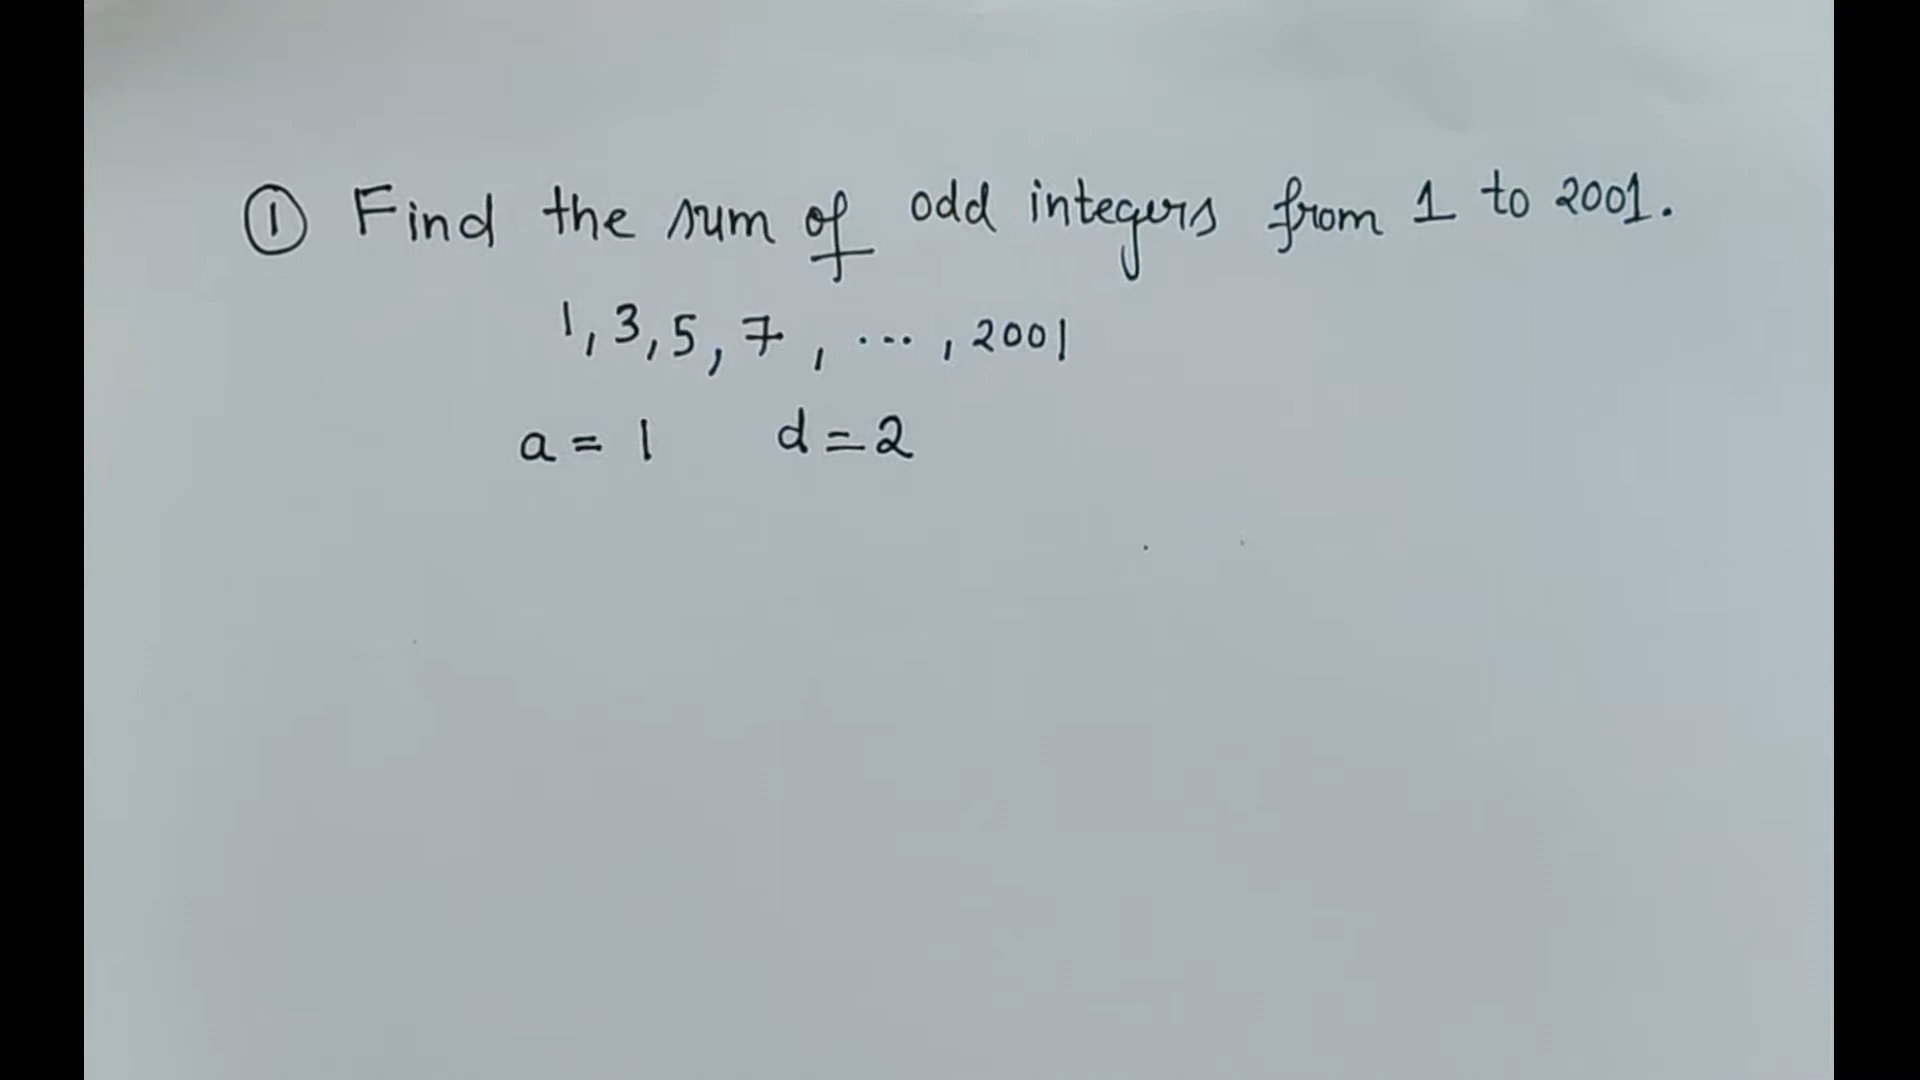 ① Find the sum of odd integers from 1 to 2001.
1, 3, 5, 7, ..., 2001
a = 1 d = 2